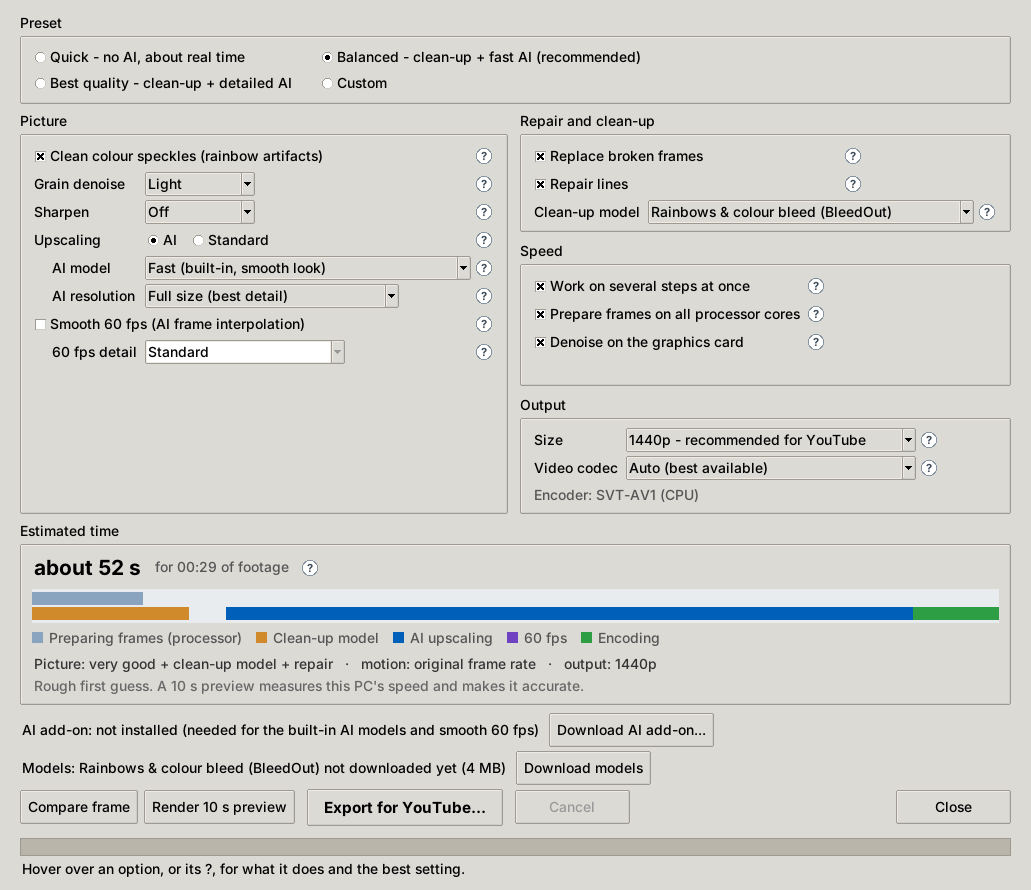 Preset
Quick - no AI, about real time
Balanced - clean-up + fast AI (recommended)
Best quality - clean-up + detailed AI
Custom
Picture
Clean colour speckles (rainbow artifacts) ?
Grain denoise Light ?
Sharpen Off ?
Upscaling AI Standard ?
AI model Fast (built-in, smooth look) ?
AI resolution Full size (best detail) ?
Smooth 60 fps (AI frame interpolation) ?
60 fps detail Standard ?
Repair and clean-up
Replace broken frames ?
Repair lines ?
Clean-up model Rainbows & colour bleed (BleedOut) ?
Speed
Work on several steps at once ?
Prepare frames on all processor cores ?
Denoise on the graphics card ?
Output
Size 1440p - recommended for YouTube ?
Video codec Auto (best available) ?
Encoder: SVT-AV1 (CPU)
Estimated time
about 52 s for 00:29 of footage ?
Preparing frames (processor) Clean-up model AI upscaling 60 fps Encoding
Picture: very good + clean-up model + repair · motion: original frame rate · output: 1440p
Rough first guess. A 10 s preview measures this PC's speed and makes it accurate.
AI add-on: not installed (needed for the built-in AI models and smooth 60 fps) Download AI add-on...
Models: Rainbows & colour bleed (BleedOut) not downloaded yet (4 MB) Download models
Compare frame Render 10 s preview Export for YouTube... Cancel Close
Hover over an option, or its ?, for what it does and the best setting.